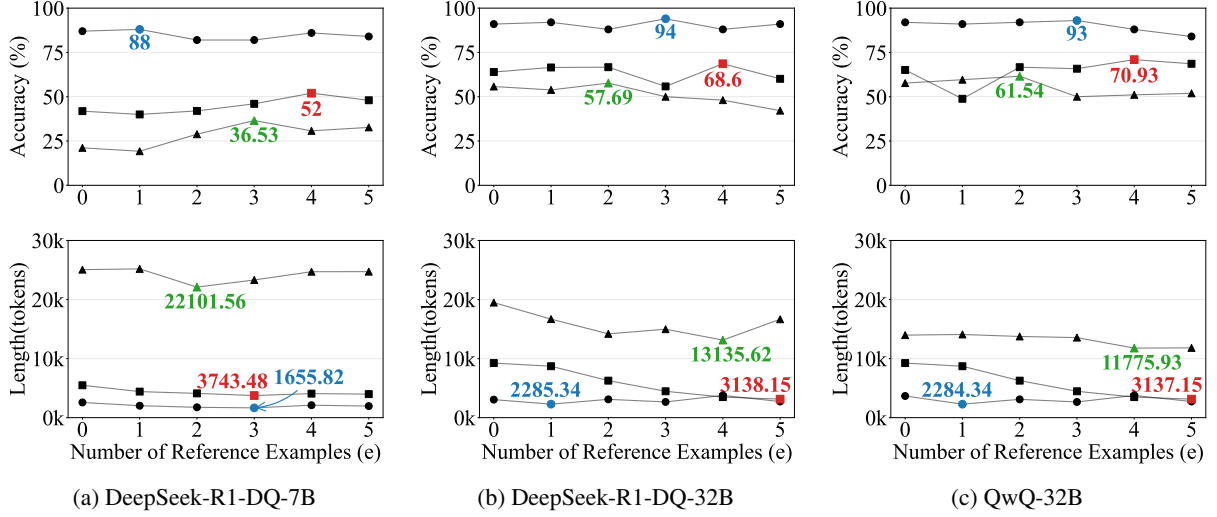 100
75
50
25
0
Accuracy (%)
88
52
36.53
0 1 2 3 4 5
100
75
50
25
0
Accuracy (%)
94
68.6
57.69
0 1 2 3 4 5
100
75
50
25
0
Accuracy (%)
93
70.93
61.54
0 1 2 3 4 5
30k
20k
10k
0k
Length(tokens)
22101.56
3743.48
1655.82
0 1 2 3 4 5
Number of Reference Examples (e)
30k
20k
10k
0k
Length(tokens)
13135.62
2285.34
3138.15
0 1 2 3 4 5
Number of Reference Examples (e)
30k
20k
10k
0k
Length(tokens)
11775.93
2284.34
3137.15
0 1 2 3 4 5
Number of Reference Examples (e)
(a) DeepSeek-R1-DQ-7B
(b) DeepSeek-R1-DQ-32B
(c) QwQ-32B